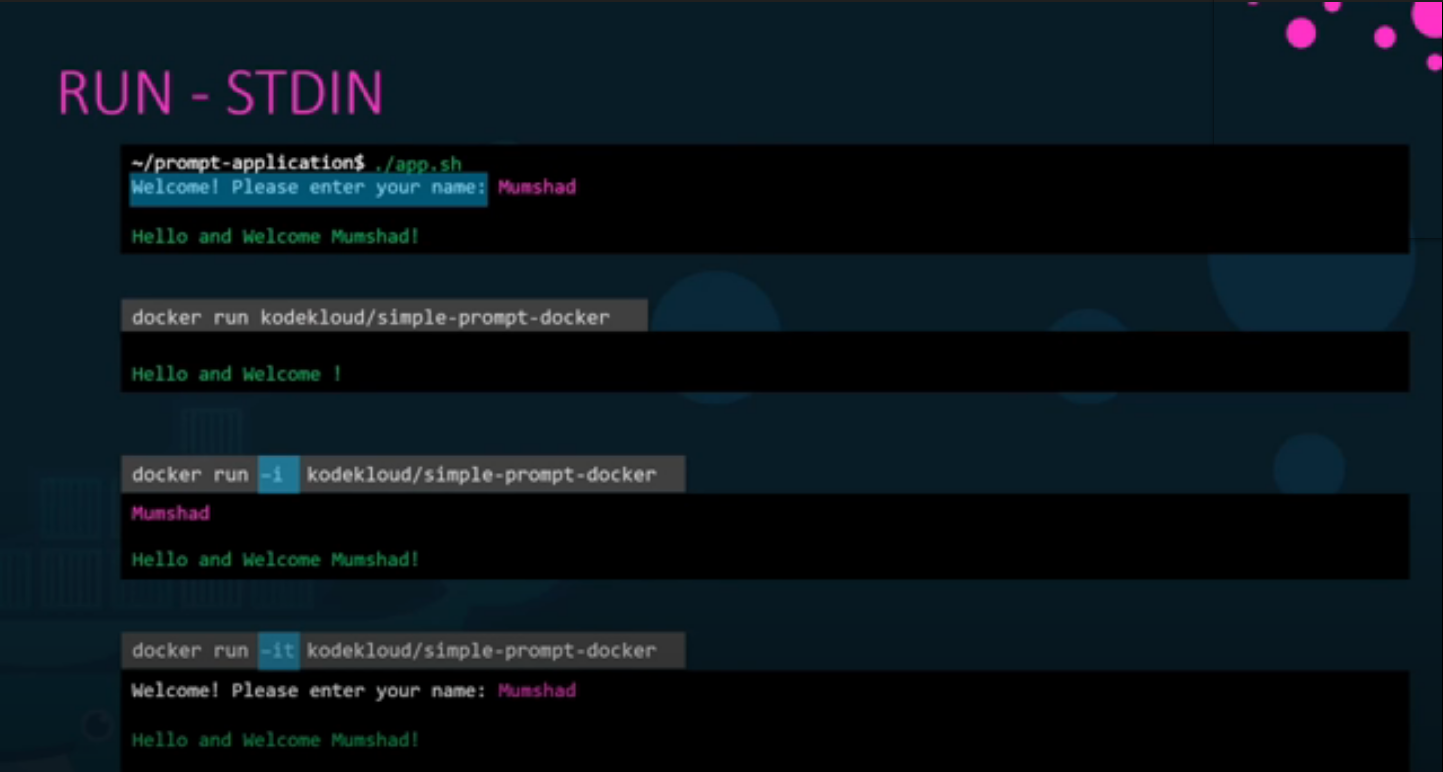 RUN - STDIN
~/prompt-application$ ./app.sh
Welcome! Please enter your name: Mumshad
Hello and Welcome Mumshad!
docker run kodekloud/simple-prompt-docker
Hello and Welcome !
docker run -i kodekloud/simple-prompt-docker
Mumshad
Hello and Welcome Mumshad!
docker run -it kodekloud/simple-prompt-docker
Welcome! Please enter your name: Mumshad
Hello and Welcome Mumshad!